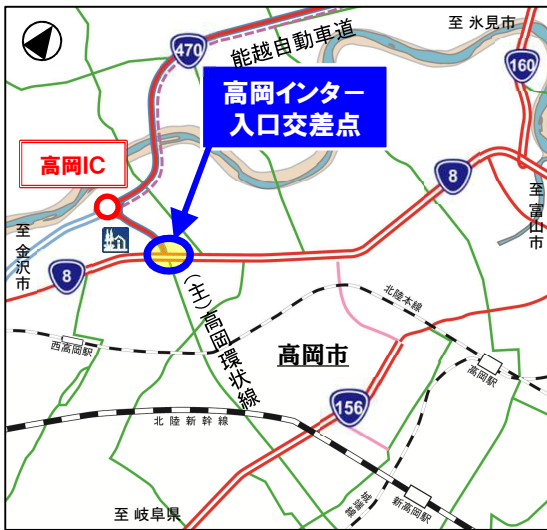 至 氷見市
470
能越自動車道
160
高岡インター
入口交差点
高岡IC
8
至 富山市
至 金沢市
8
(主)高岡環状線
北陸本線
西高岡駅
高岡市
高岡駅
156
北陸新幹線
城端線
新高岡駅
至 岐阜県